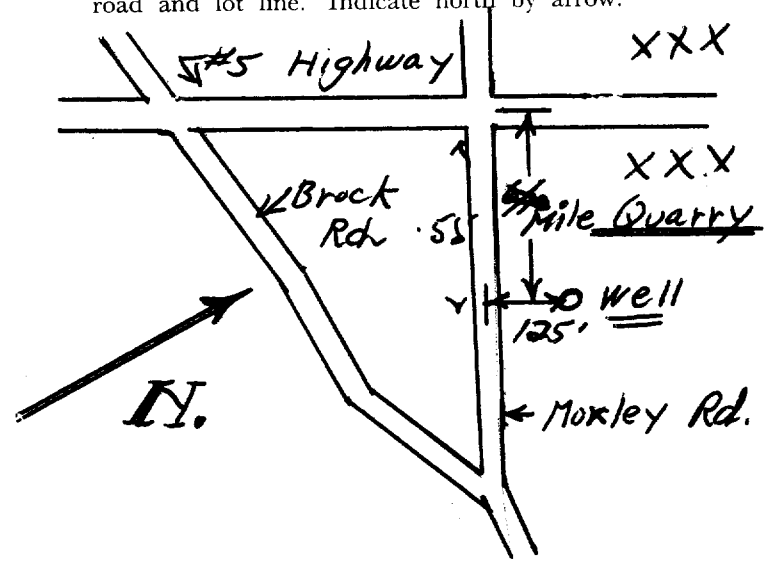 road and lot line. Indicate north by arrow.
#5 Highway
XXX
XXX
Brock
Rd.
.55
Mile Quarry
well
125'
N.
Moxley Rd.